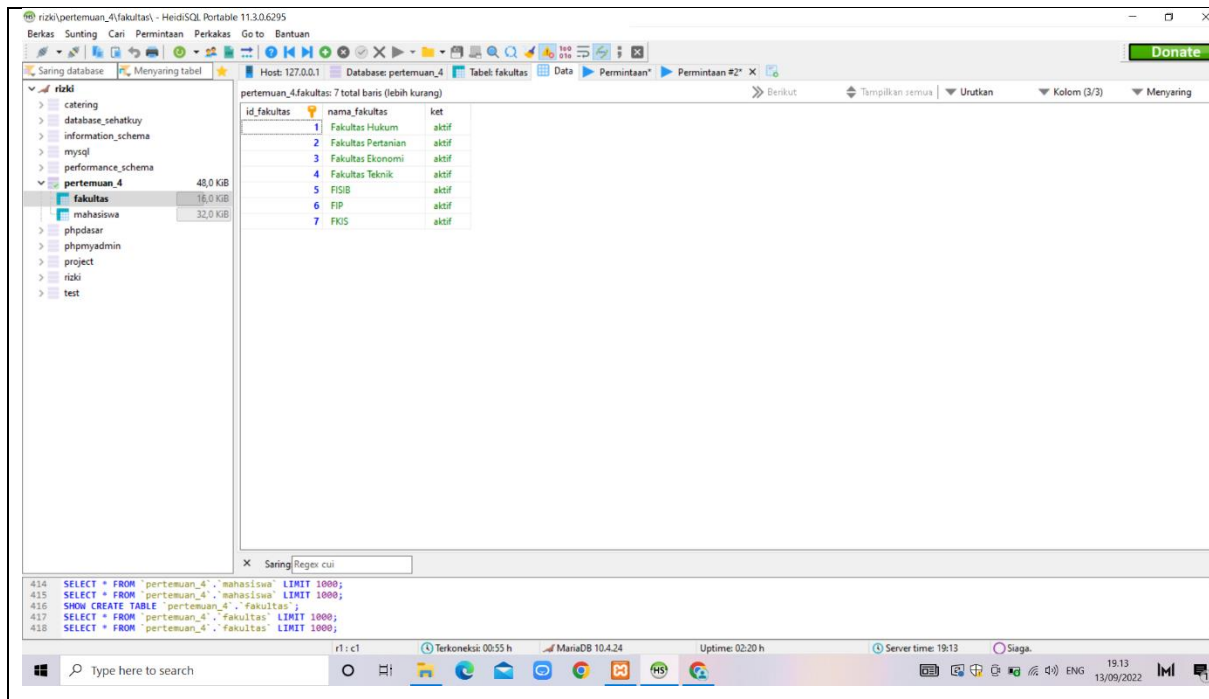 rizki\pertemuan_4\fakultas\ - HeidiSQL Portable 11.3.0.6295
Berkas Sunting Cari Permintaan Perkakas Go to Bantuan
Donate
Saring database Menyaring tabel Host: 127.0.0.1 Database: pertemuan_4 Tabel: fakultas Data Permintaan* Permintaan #2*
rizki
catering
database_sehatkuy
information_schema
mysql
performance_schema
pertemuan_4 48,0 KiB
fakultas 16,0 KiB
mahasiswa 32,0 KiB
phpdasar
phpmyadmin
project
rizki
test
pertemuan_4.fakultas: 7 total baris (lebih kurang) Berikut Tampilkan semua Urutkan Kolom (3/3) Menyaring
id_fakultas nama_fakultas ket
1 Fakultas Hukum aktif
2 Fakultas Pertanian aktif
3 Fakultas Ekonomi aktif
4 Fakultas Teknik aktif
5 FISIB aktif
6 FIP aktif
7 FKIS aktif
Saring Regex cui
414 SELECT * FROM `pertemuan_4`.`mahasiswa` LIMIT 1000;
415 SELECT * FROM `pertemuan_4`.`mahasiswa` LIMIT 1000;
416 SHOW CREATE TABLE `pertemuan_4`.`fakultas`;
417 SELECT * FROM `pertemuan_4`.`fakultas` LIMIT 1000;
418 SELECT * FROM `pertemuan_4`.`fakultas` LIMIT 1000;
r1 : c1 Terkoneksi: 00:55 h MariaDB 10.4.24 Uptime: 02:20 h Server time: 19:13 Siaga.
Type here to search
HS
ENG
19.13
13/09/2022